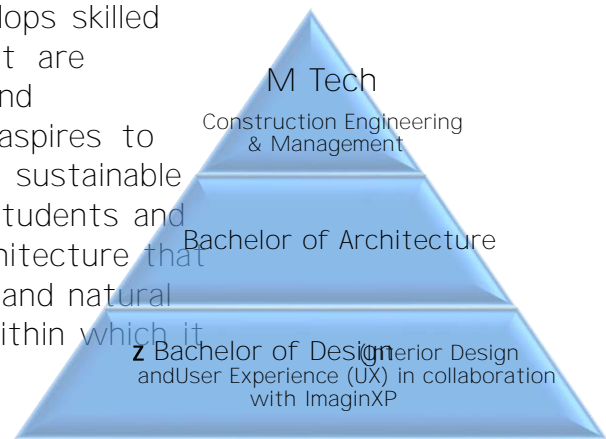 lops skilled
t are
nd
aspires to
sustainable
tudents and
hitecture that
and natural
ithin which it
M Tech
Construction Engineering
& Management
Bachelor of Architecture
z Bachelor of Design (Interior Design
andUser Experience (UX) in collaboration
with ImaginXP